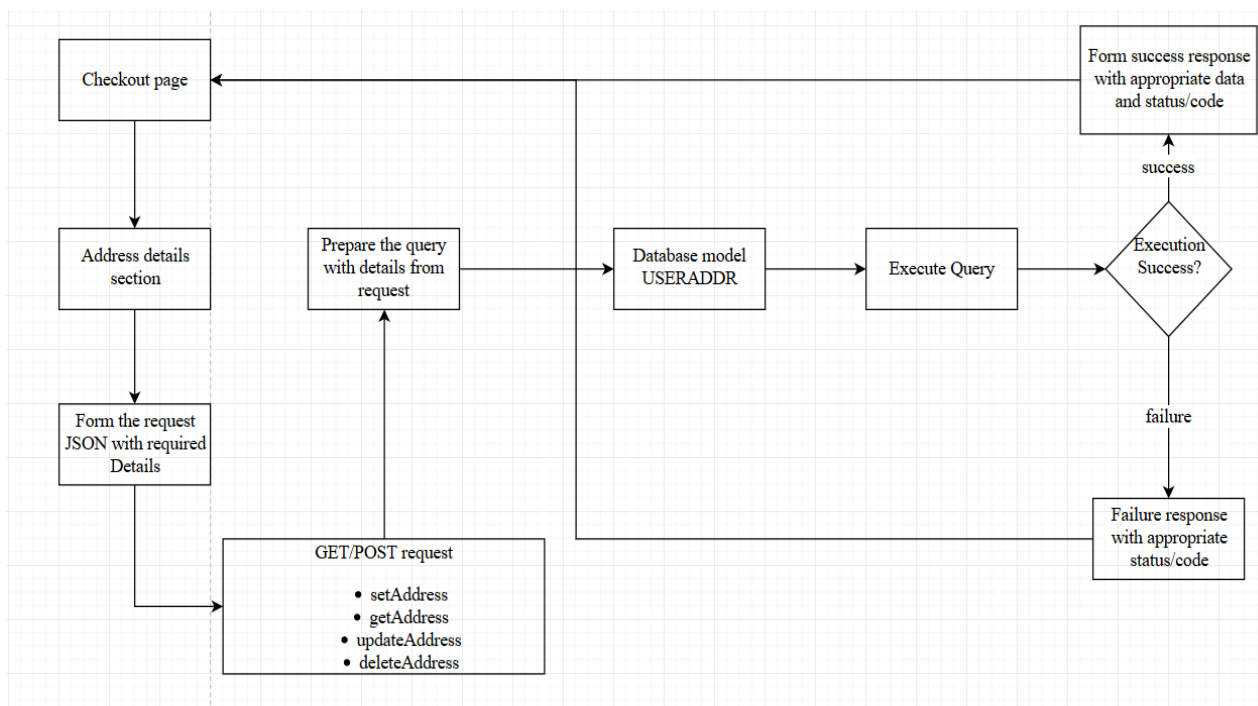 Checkout page
Form success response
with appropriate data
and status/code
success
Address details
section
Prepare the query
with details from
request
Database model
USERADDR
Execute Query
Execution
Success?
Form the request
JSON with required
Details
failure
GET/POST request
• setAddress
• getAddress
• updateAddress
• deleteAddress
Failure response
with appropriate
status/code